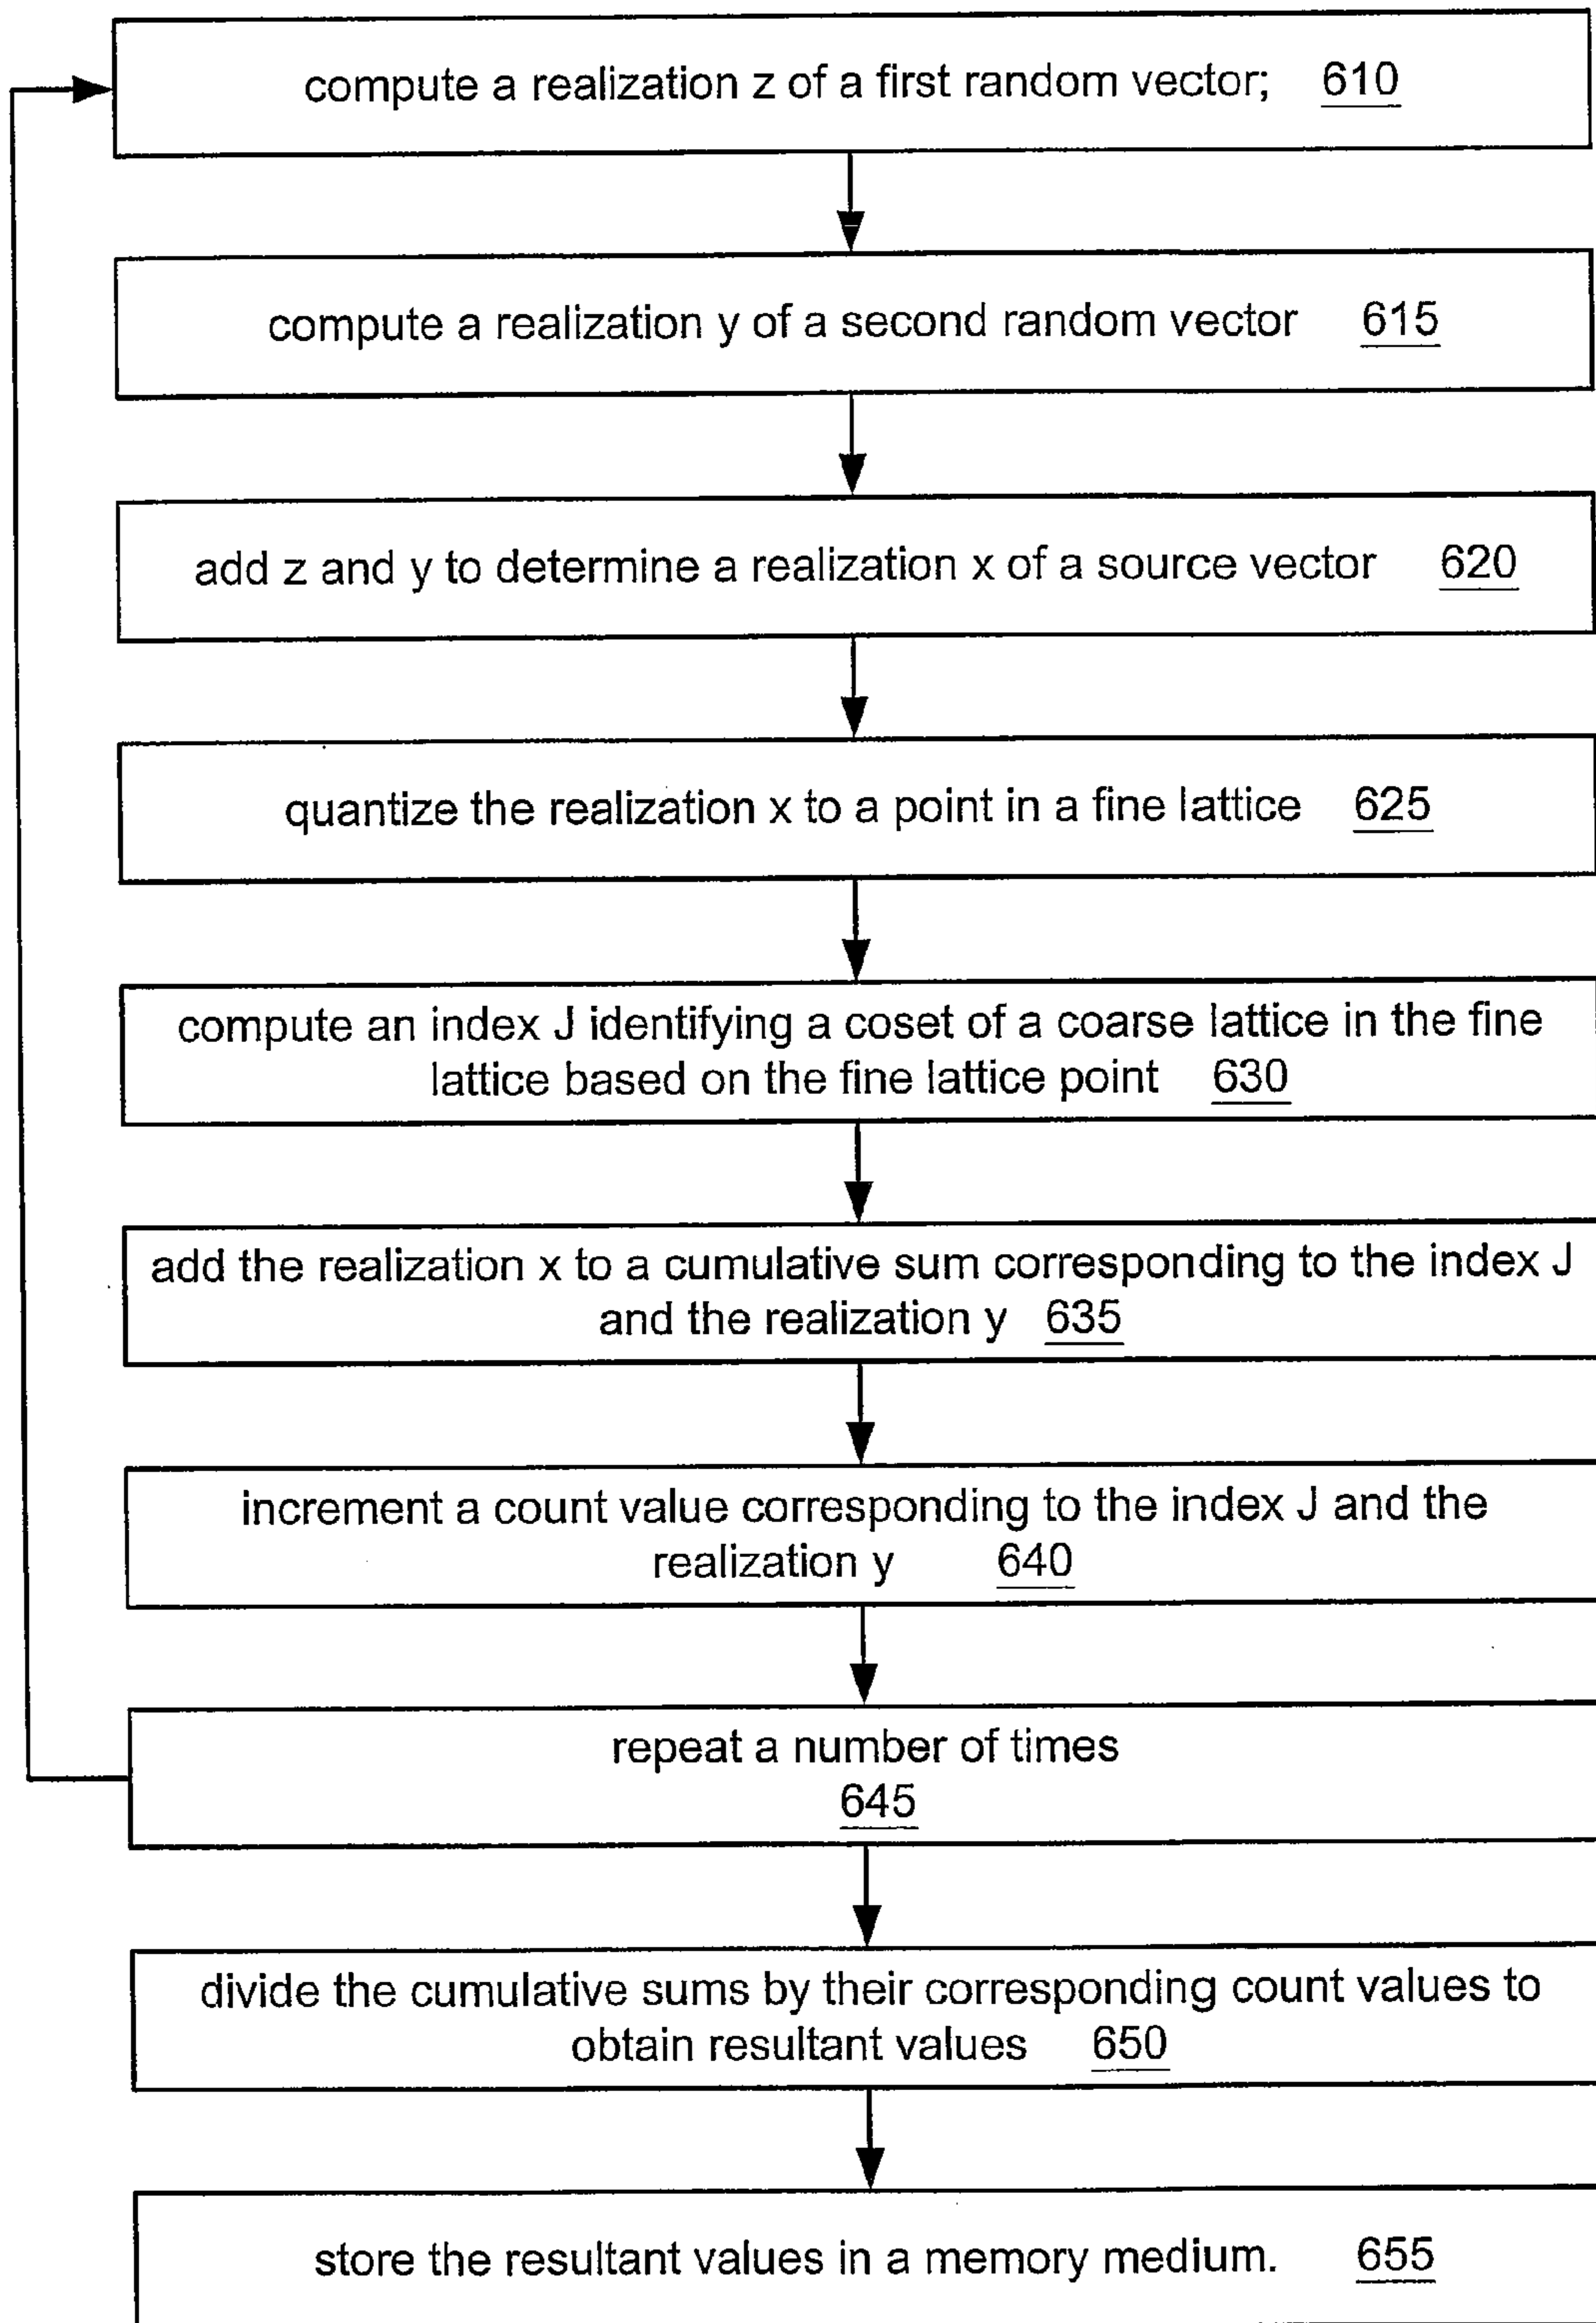 compute a realization z of a first random vector; 610
compute a realization y of a second random vector 615
add z and y to determine a realization x of a source vector 620
quantize the realization x to a point in a fine lattice 625
compute an index J identifying a coset of a coarse lattice in the fine
lattice based on the fine lattice point 630
add the realization x to a cumulative sum corresponding to the index J
and the realization y 635
increment a count value corresponding to the index J and the
realization y 640
repeat a number of times
645
divide the cumulative sums by their corresponding count values to
obtain resultant values 650
store the resultant values in a memory medium. 655